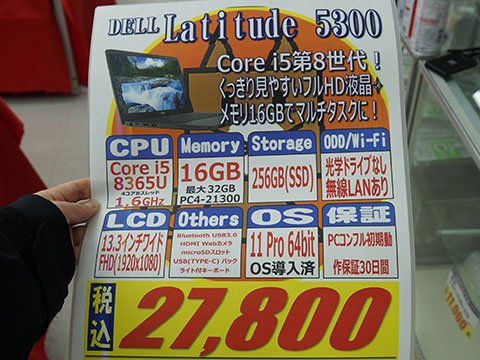 DELL Latitude 5300
Core i5第8世代！
くっきり見やすいフルHD液晶・
メモリ16GBでマルチタスクに！
CPU
Core i5
8365U
4コア8スレッド
1.6GHz
Memory
16GB
最大32GB
PC4-21300
Storage
256GB(SSD)
ODD/Wi-Fi
光学ドライブなし
無線LANあり
LCD
13.3インチワイド
FHD(1920x1080)
Others
Bluetooth USB3.0
HDMI Webカメラ
microSDスロット
USB(TYPE-C) バック
ライト付キーボード
OS
11 Pro 64bit
OS導入済
保証
PCコンフル初期動
作保証30日間
税込
27,800